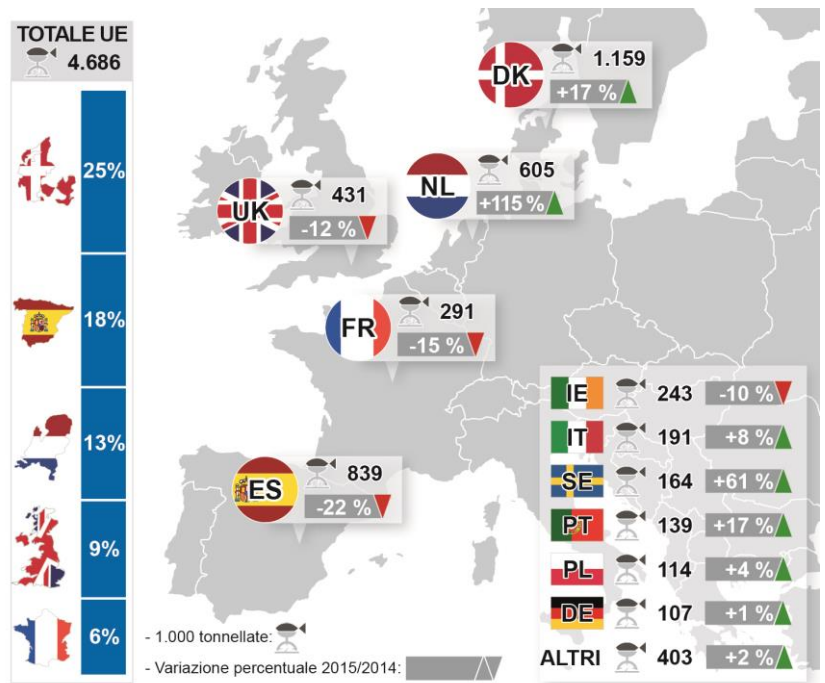 TOTALE UE
4.686
25%
18%
13%
9%
6%
DK
1.159
+17 %
NL
605
+115 %
UK
431
-12 %
FR
291
-15 %
ES
839
-22 %
IE 243 -10 %
IT 191 +8 %
SE 164 +61 %
PT 139 +17 %
PL 114 +4 %
DE 107 +1 %
ALTRI 403 +2 %
- 1.000 tonnellate:
- Variazione percentuale 2015/2014: